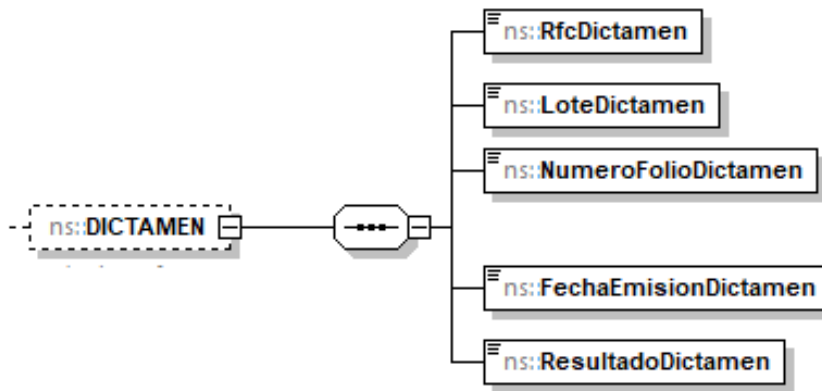 ns::RfcDictamen
ns::LoteDictamen
ns::NumeroFolioDictamen
ns::DICTAMEN
ns::FechaEmisionDictamen
ns::ResultadoDictamen